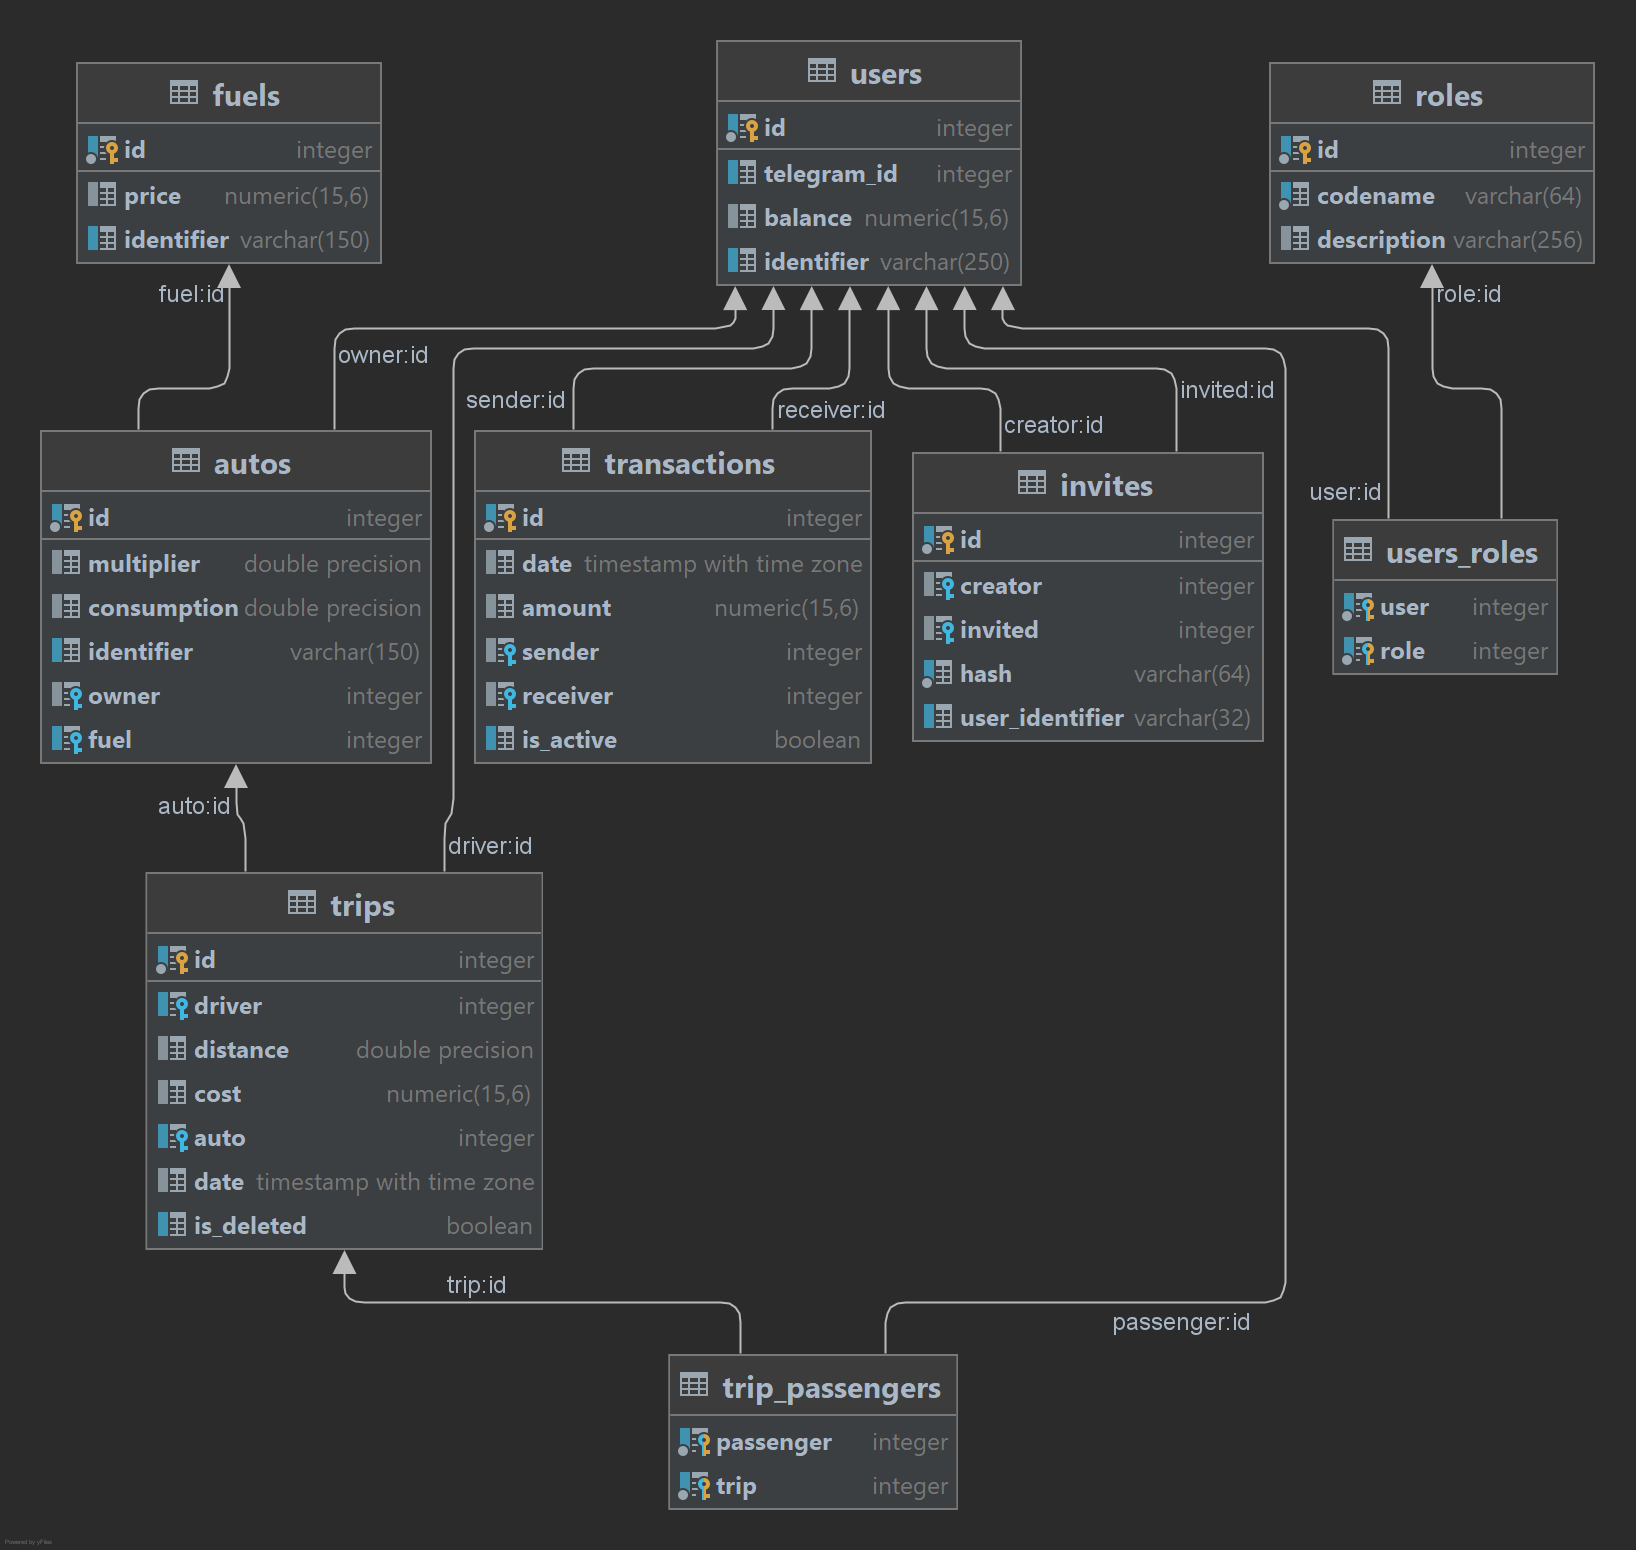 fuels
id integer
price numeric(15,6)
identifier varchar(150)
users
id integer
telegram_id integer
balance numeric(15,6)
identifier varchar(250)
roles
id integer
codename varchar(64)
description varchar(256)
fuel:id
role:id
owner:id
sender:id
receiver:id
creator:id
invited:id
user:id
autos
id integer
multiplier double precision
consumption double precision
identifier varchar(150)
owner integer
fuel integer
transactions
id integer
date timestamp with time zone
amount numeric(15,6)
sender integer
receiver integer
is_active boolean
invites
id integer
creator integer
invited integer
hash varchar(64)
user_identifier varchar(32)
users_roles
user integer
role integer
auto:id
driver:id
trips
id integer
driver integer
distance double precision
cost numeric(15,6)
auto integer
date timestamp with time zone
is_deleted boolean
trip:id
passenger:id
trip_passengers
passenger integer
trip integer
Powered by yFiles